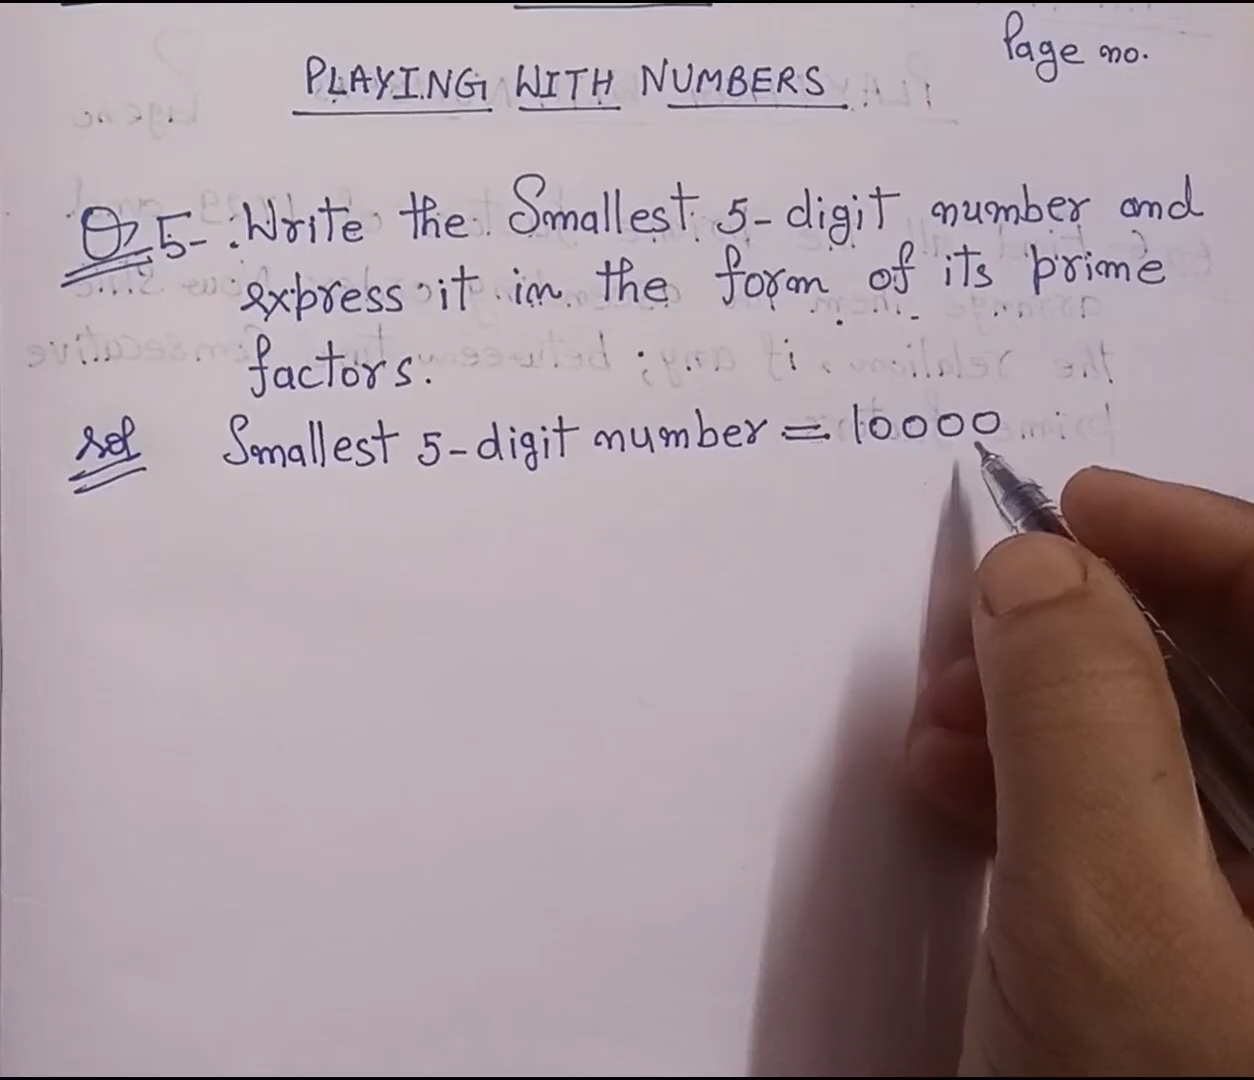 Page no.
PLAYING WITH NUMBERS
Q 5- Write the Smallest 5-digit number and
express it in the form of its prime
factors.
sol Smallest 5-digit number = 10000